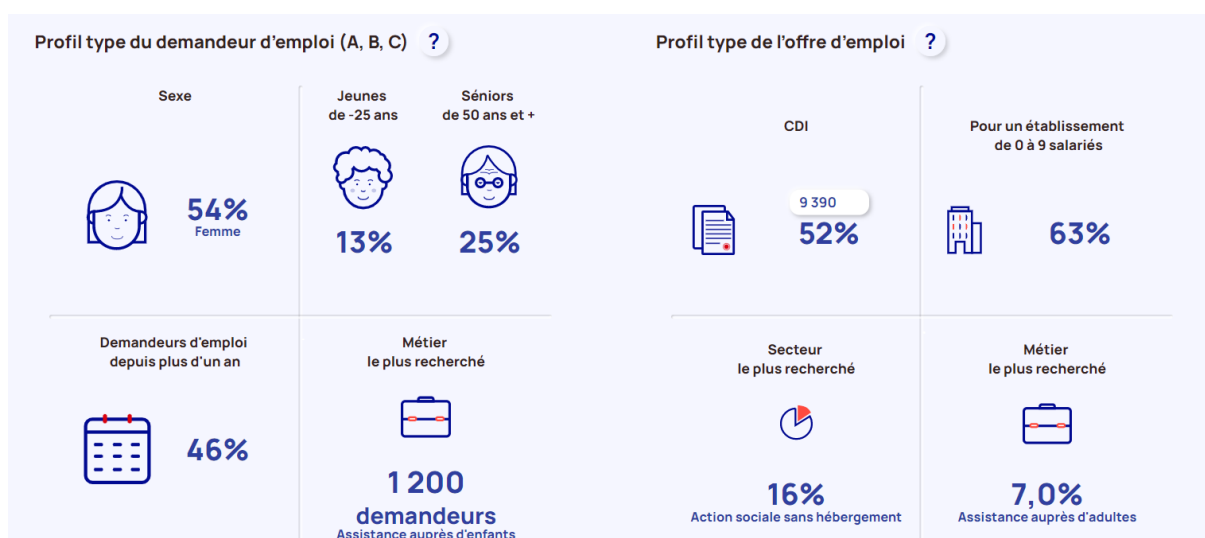 Profil type du demandeur d'emploi (A, B, C) ?
Sexe
Jeunes
de -25 ans
Séniors
de 50 ans et +
54%
Femme
13%
25%
Demandeurs d'emploi
depuis plus d'un an
46%
Métier
le plus recherché
1 200
demandeurs
Assistance auprès d'enfants
Profil type de l'offre d'emploi ?
CDI
9 390
52%
Pour un établissement
de 0 à 9 salariés
63%
Secteur
le plus recherché
16%
Action sociale sans hébergement
Métier
le plus recherché
7,0%
Assistance auprès d'adultes